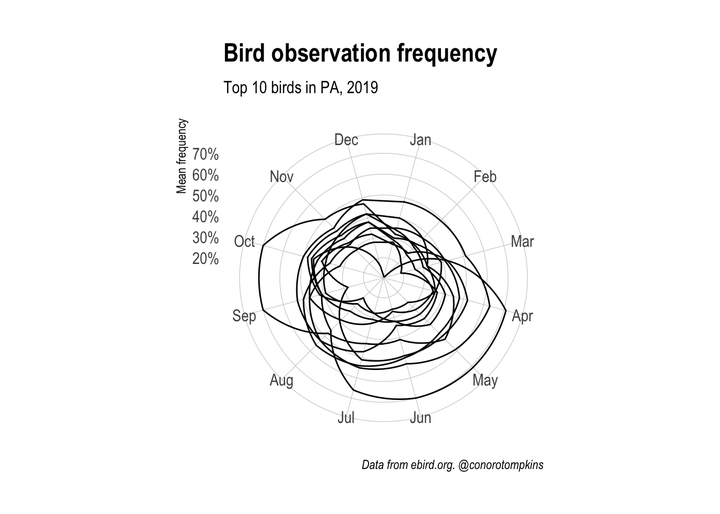 Bird observation frequency
Top 10 birds in PA, 2019
Mean frequency
70%
60%
50%
40%
30%
20%
Dec
Jan
Nov
Feb
Oct
Mar
Sep
Apr
Aug
May
Jul
Jun
Data from ebird.org. @conorotompkins